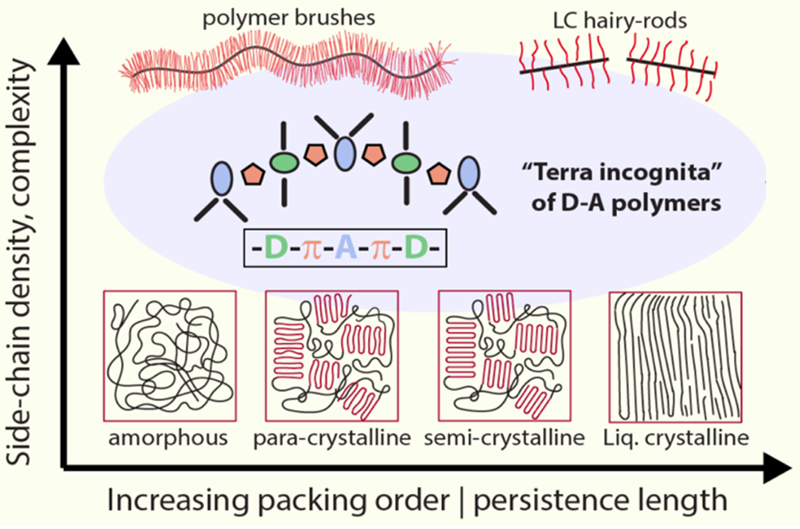 polymer brushes
LC hairy-rods
Side-chain density, complexity
“Terra incognita”
of D-A polymers
-D-π-A-π-D-
amorphous
para-crystalline
semi-crystalline
Liq. crystalline
Increasing packing order | persistence length